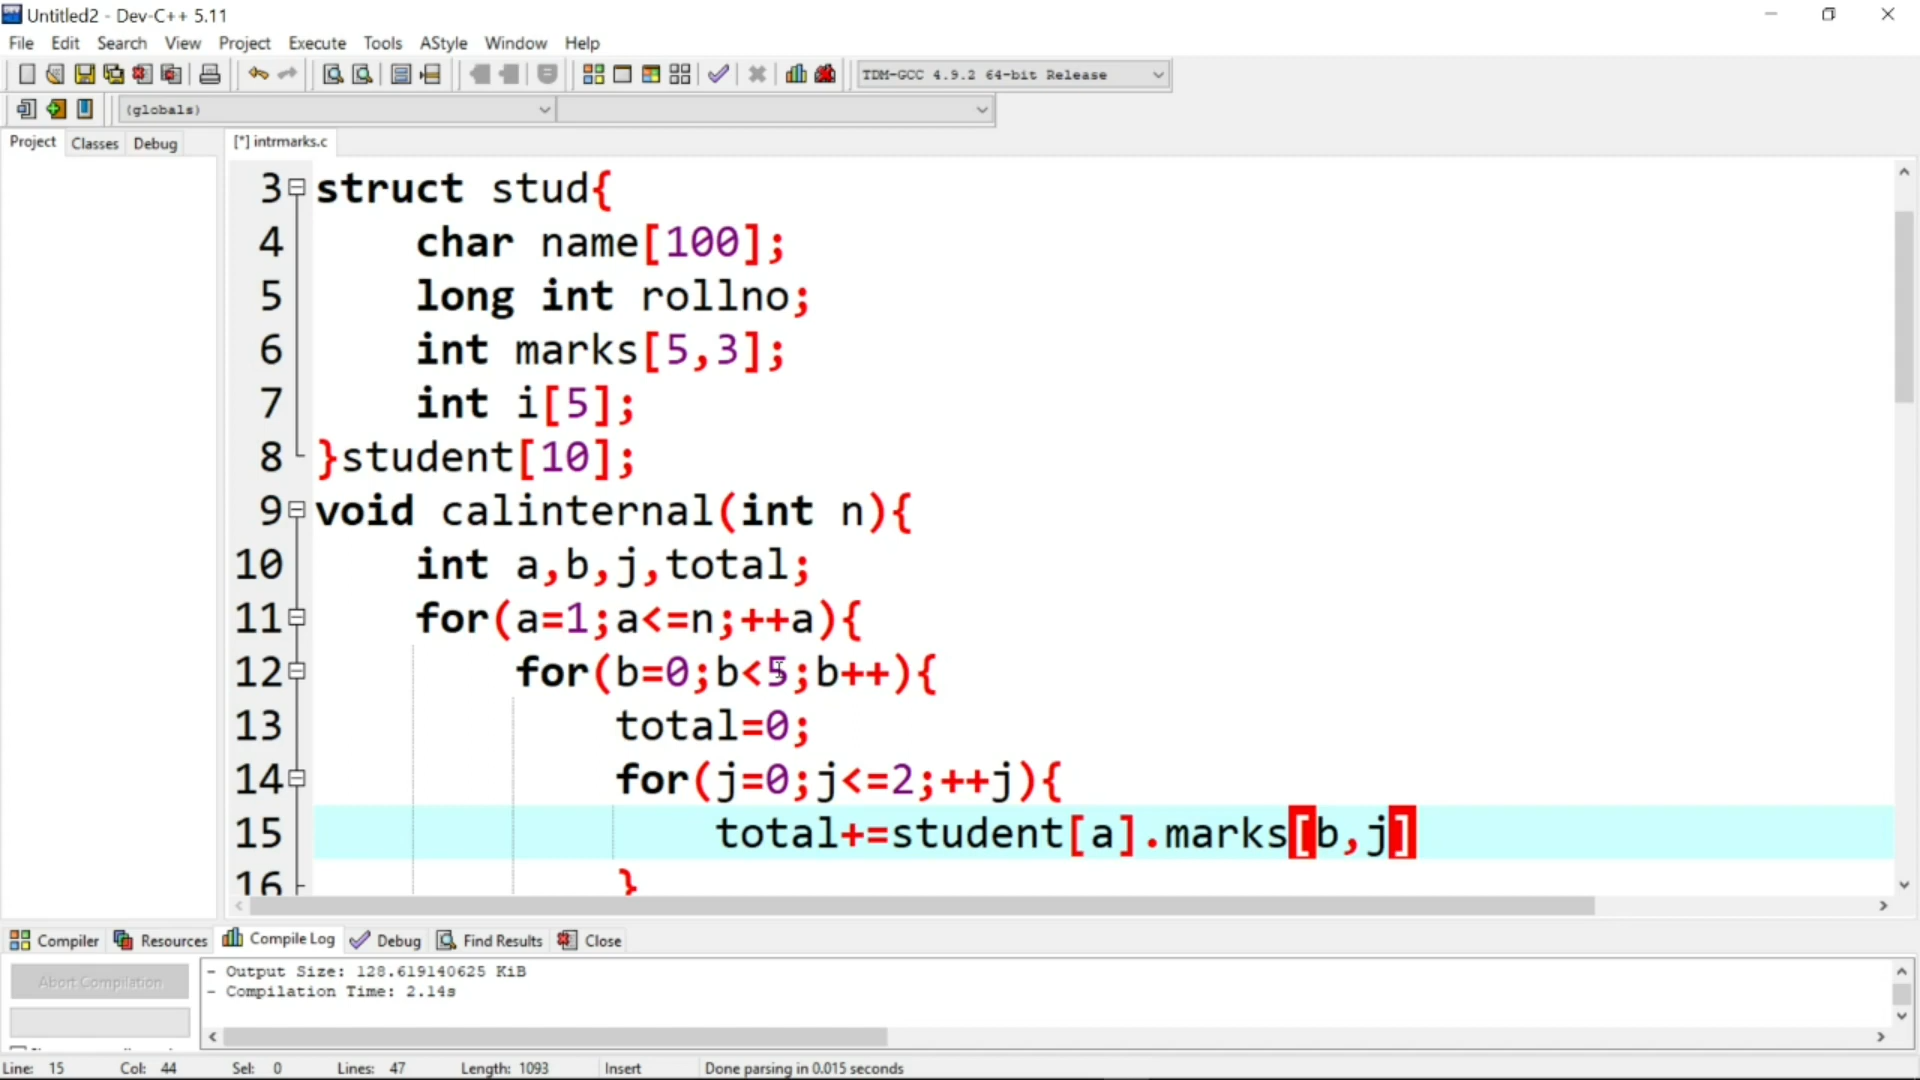 Untitled2 - Dev-C++ 5.11
File Edit Search View Project Execute Tools AStyle Window Help
TDM-GCC 4.9.2 64-bit Release
(globals)
Project Classes Debug
[*] intrmarks.c
3 struct stud{
4 char name[100];
5 long int rollno;
6 int marks[5,3];
7 int i[5];
8 }student[10];
9 void calinternal(int n){
10 int a,b,j,total;
11 for(a=1;a<=n;++a){
12 for(b=0;b<5;b++){
13 total=0;
14 for(j=0;j<=2;++j){
15 total+=student[a].marks[b,j]
16 }
Compiler Resources Compile Log Debug Find Results Close
Abort Compilation
- Output Size: 128.619140625 KiB
- Compilation Time: 2.14s
Line: 15 Col: 44 Sel: 0 Lines: 47 Length: 1093 Insert Done parsing in 0.015 seconds